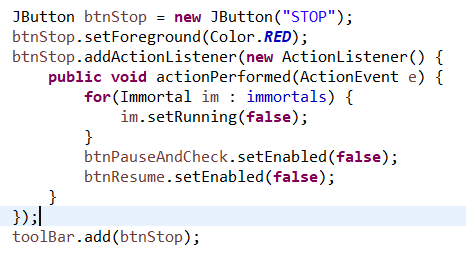 JButton btnStop = new JButton("STOP");
btnStop.setForeground(Color.RED);
btnStop.addActionListener(new ActionListener() {
    public void actionPerformed(ActionEvent e) {
        for(Immortal im : immortals) {
            im.setRunning(false);
        }
        btnPauseAndCheck.setEnabled(false);
        btnResume.setEnabled(false);
    }
});
toolBar.add(btnStop);